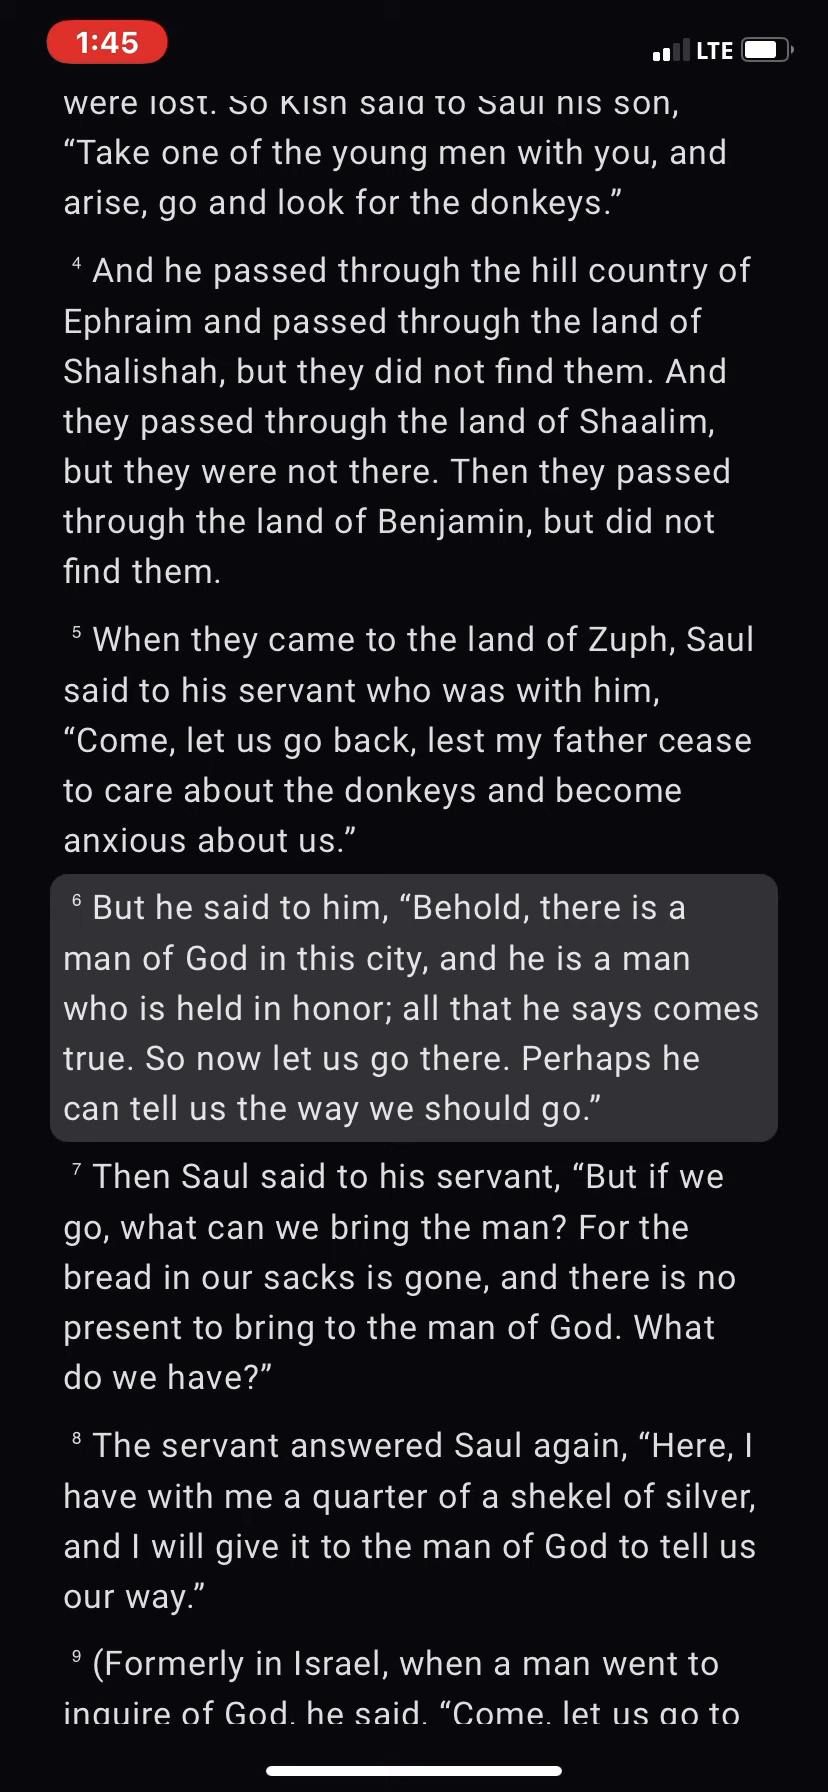 1:45
LTE
were lost. So Kish said to Saul his son,
“Take one of the young men with you, and
arise, go and look for the donkeys.”
4 And he passed through the hill country of
Ephraim and passed through the land of
Shalishah, but they did not find them. And
they passed through the land of Shaalim,
but they were not there. Then they passed
through the land of Benjamin, but did not
find them.
5 When they came to the land of Zuph, Saul
said to his servant who was with him,
“Come, let us go back, lest my father cease
to care about the donkeys and become
anxious about us.”
6 But he said to him, “Behold, there is a
man of God in this city, and he is a man
who is held in honor; all that he says comes
true. So now let us go there. Perhaps he
can tell us the way we should go.”
7 Then Saul said to his servant, “But if we
go, what can we bring the man? For the
bread in our sacks is gone, and there is no
present to bring to the man of God. What
do we have?”
8 The servant answered Saul again, “Here, I
have with me a quarter of a shekel of silver,
and I will give it to the man of God to tell us
our way.”
9 (Formerly in Israel, when a man went to
inquire of God, he said, “Come, let us go to